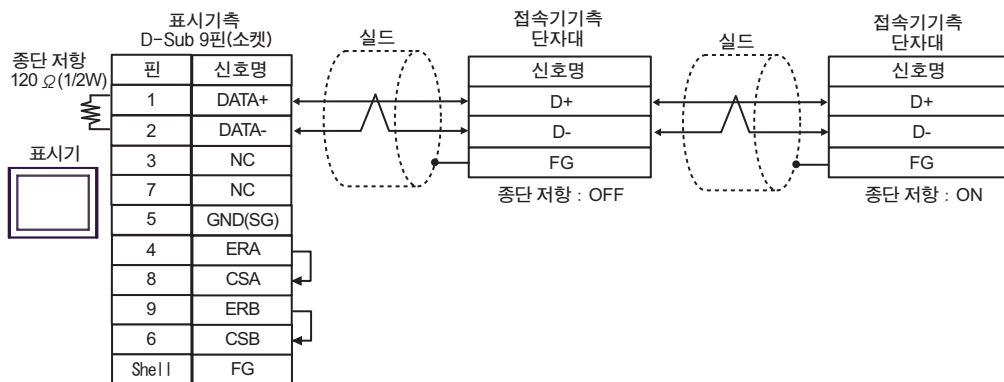 표시기측
D-Sub 9핀(소켓)
종단 저항
120 Ω(1/2W)
표시기
핀 신호명
1 DATA+
2 DATA-
3 NC
7 NC
5 GND(SG)
4 ERA
8 CSA
9 ERB
6 CSB
Shell FG
실드
접속기기측
단자대
신호명
D+
D-
FG
종단 저항 : OFF
실드
접속기기측
단자대
신호명
D+
D-
FG
종단 저항 : ON